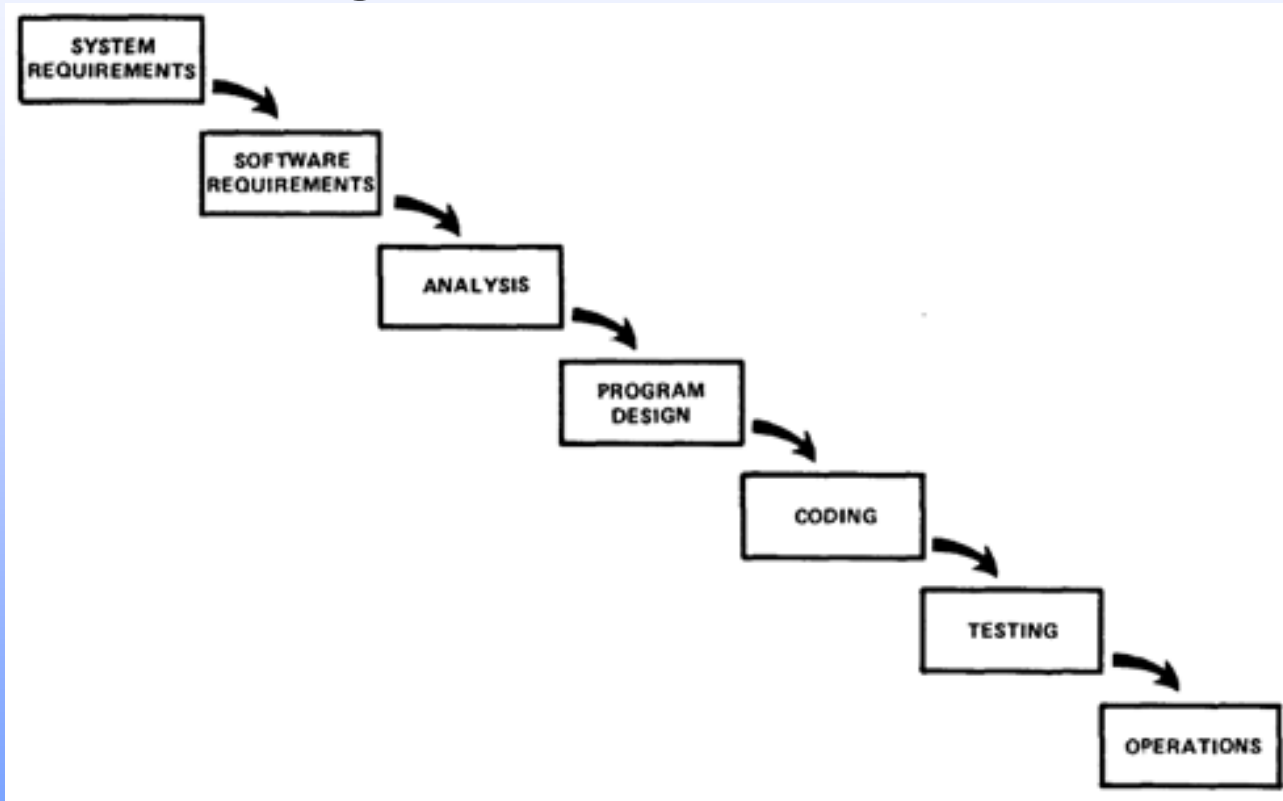 SYSTEM
REQUIREMENTS
SOFTWARE
REQUIREMENTS
ANALYSIS
PROGRAM
DESIGN
CODING
TESTING
OPERATIONS